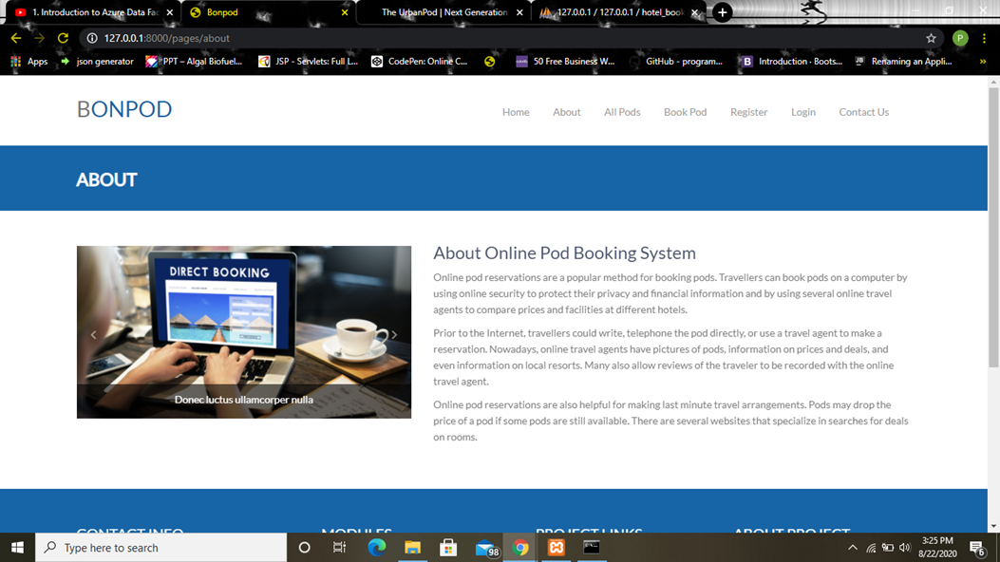 1. Introduction to Azure Data Fac
Bonpod
The UrbanPod | Next Generation
127.0.0.1 / 127.0.0.1 / hotel_book
127.0.0.1:8000/pages/about
P
Apps
json generator
PPT – Algal Biofuel...
JSP - Servlets: Full L...
CodePen: Online C...
50 Free Business W...
GitHub - program...
B
Introduction · Boots...
JB
Renaming an Appli...
»
BONPOD
Home
About
All Pods
Book Pod
Register
Login
Contact Us
ABOUT
DIRECT BOOKING
Donec luctus ullamcorper nulla
About Online Pod Booking System
Online pod reservations are a popular method for booking pods. Travellers can book pods on a computer by
using online security to protect their privacy and financial information and by using several online travel
agents to compare prices and facilities at different hotels.
Prior to the Internet, travellers could write, telephone the pod directly, or use a travel agent to make a
reservation. Nowadays, online travel agents have pictures of pods, information on prices and deals, and
even information on local resorts. Many also allow reviews of the traveler to be recorded with the online
travel agent.
Online pod reservations are also helpful for making last minute travel arrangements. Pods may drop the
price of a pod if some pods are still available. There are several websites that specialize in searches for deals
on rooms.
CONTACT INFO
MODULES
PROJECT LINKS
ABOUT PROJECT
Type here to search
98
3:25 PM
8/22/2020
6